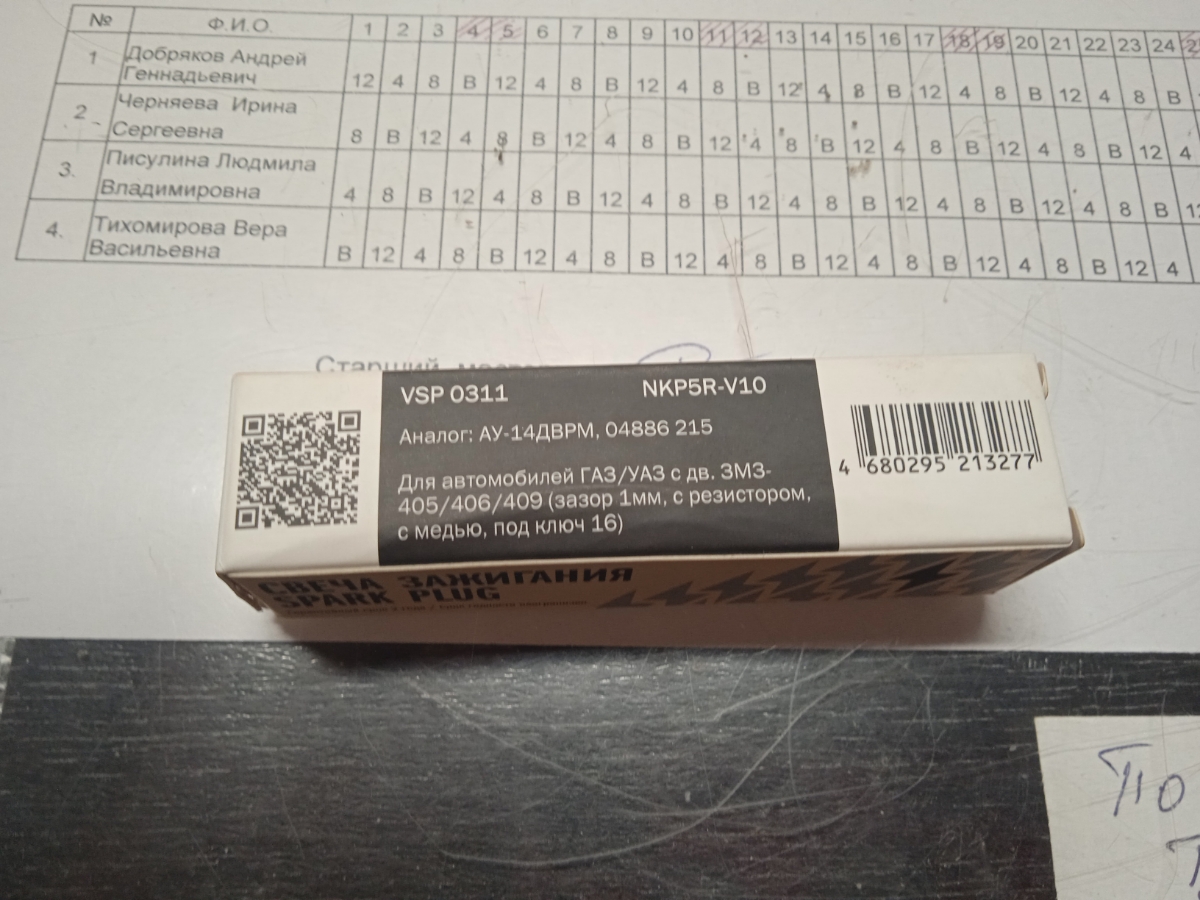 № Ф.И.О. 1 2 3 4 5 6 7 8 9 10 11 12 13 14 15 16 17 18 19 20 21 22 23 24
1 Добряков Андрей
Геннадьевич 12 4 8 В 12 4 8 В 12 4 8 В 12 4 8 В 12 4 8 В 12 4 8 В
2 Черняева Ирина
Сергеевна 8 В 12 4 8 В 12 4 8 В 12 4 8 В 12 4 8 В 12 4 8 В 12 4
3. Писулина Людмила
Владимировна 4 8 В 12 4 8 В 12 4 8 В 12 4 8 В 12 4 8 В 12 4 8 В
4. Тихомирова Вера
Васильевна В 12 4 8 В 12 4 8 В 12 4 8 В 12 4 8 В 12 4 8 В 12 4
Старший
VSP 0311 NKP5R-V10
Аналог: АУ-14ДВРМ, 04886 215
Для автомобилей ГАЗ/УАЗ с дв. ЗМЗ-
405/406/409 (зазор 1мм, с резистором,
с медью, под ключ 16)
4 680295 213277
СВЕЧА ЗАЖИГАНИЯ
SPARK PLUG